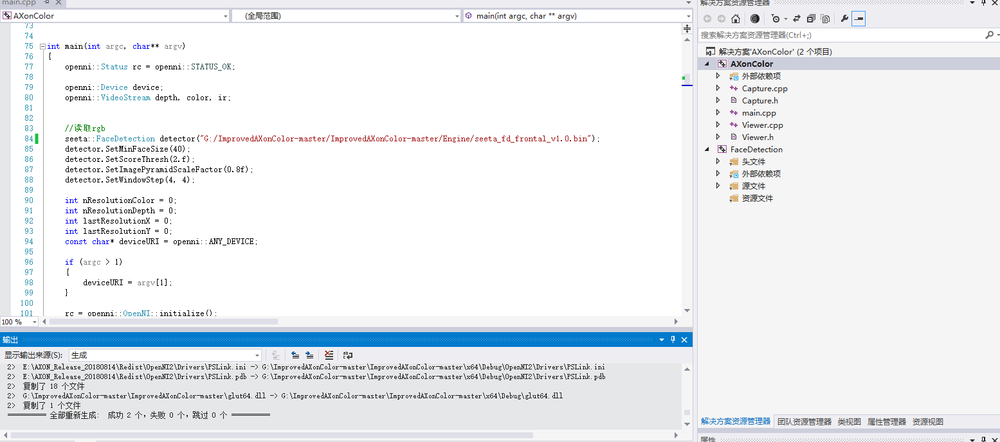 main.cpp
AXonColor
(全局范围)
main(int argc, char ** argv)
73
74
75 int main(int argc, char** argv)
76 {
77 openni::Status rc = openni::STATUS_OK;
78
79 openni::Device device;
80 openni::VideoStream depth, color, ir;
81
82
83 //读取rgb
84 seeta::FaceDetection detector("G:/ImprovedAXonColor-master/ImprovedAXonColor-master/Engine/seeta_fd_frontal_v1.0.bin");
85 detector.SetMinFaceSize(40);
86 detector.SetScoreThresh(2.f);
87 detector.SetImagePyramidScaleFactor(0.8f);
88 detector.SetWindowStep(4, 4);
89
90 int nResolutionColor = 0;
91 int nResolutionDepth = 0;
92 int lastResolutionX = 0;
93 int lastResolutionY = 0;
94 const char* deviceURI = openni::ANY_DEVICE;
95
96 if (argc > 1)
97 {
98 deviceURI = argv[1];
99 }
100
101 rc = openni::OpenNI::initialize();
100 %
输出
显示输出来源(S): 生成
2> E:\AXON_Release_20180814\Redist\OpenNI2\Drivers\PSLink.ini -> G:\ImprovedAXonColor-master\ImprovedAXonColor-master\x64\Debug\OpenNI2\Drivers\PSLink.ini
2> E:\AXON_Release_20180814\Redist\OpenNI2\Drivers\PSLink.pdb -> G:\ImprovedAXonColor-master\ImprovedAXonColor-master\x64\Debug\OpenNI2\Drivers\PSLink.pdb
2> 复制了 18 个文件
2> G:\ImprovedAXonColor-master\ImprovedAXonColor-master\glut64.dll -> G:\ImprovedAXonColor-master\ImprovedAXonColor-master\x64\Debug\glut64.dll
2> 复制了 1 个文件
========== 全部重新生成: 成功 2 个，失败 0 个，跳过 0 个 ==========
解决方案资源管理器
搜索解决方案资源管理器(Ctrl+;)
解决方案'AXonColor' (2 个项目)
AXonColor
外部依赖项
Capture.cpp
Capture.h
main.cpp
Viewer.cpp
Viewer.h
FaceDetection
头文件
外部依赖项
源文件
资源文件
解决方案资源管理器 团队资源管理器 类视图 属性管理器 资源视图
属性